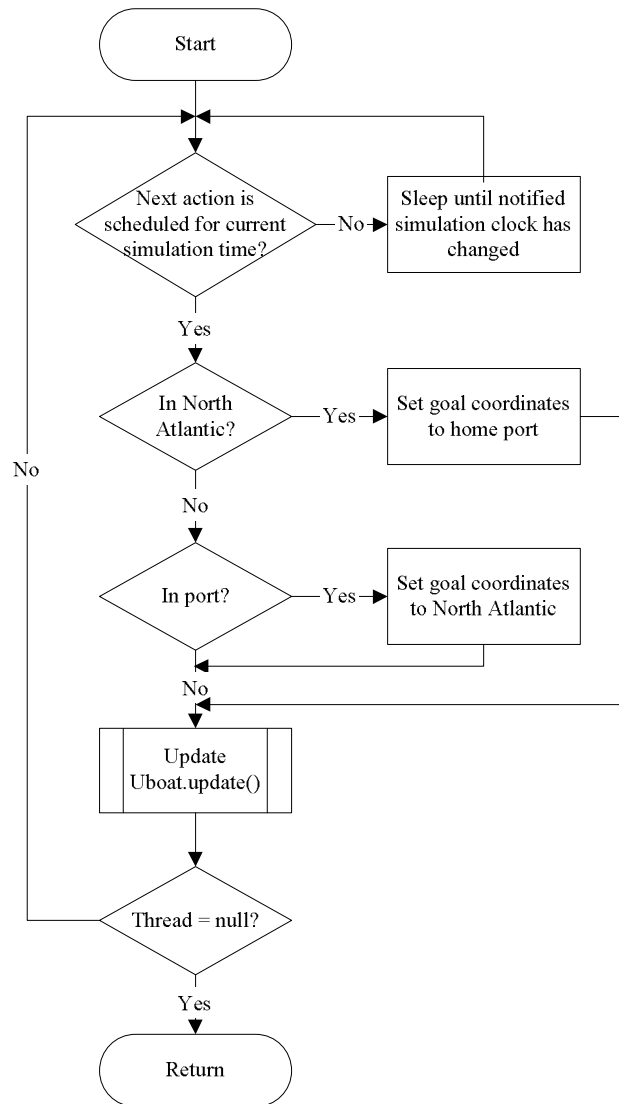 Start
Next action is
scheduled for current
simulation time?
No
Sleep until notified
simulation clock has
changed
Yes
In North
Atlantic?
Yes
Set goal coordinates
to home port
No
No
In port?
Yes
Set goal coordinates
to North Atlantic
No
Update
Uboat.update()
Thread = null?
Yes
Return